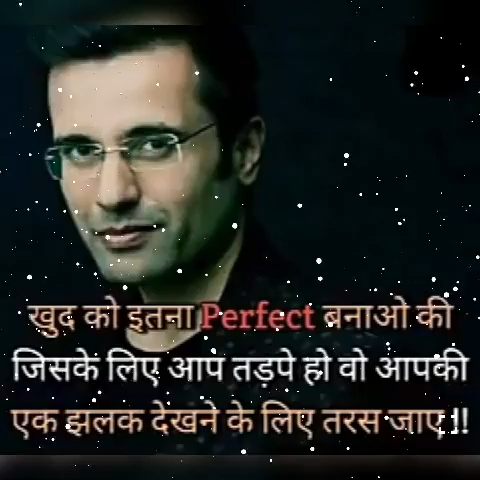 खुद को इतना Perfect बनाओ की
जिसके लिए आप तड़पे हो वो आपकी
एक झलक देखने के लिए तरस जाए !!